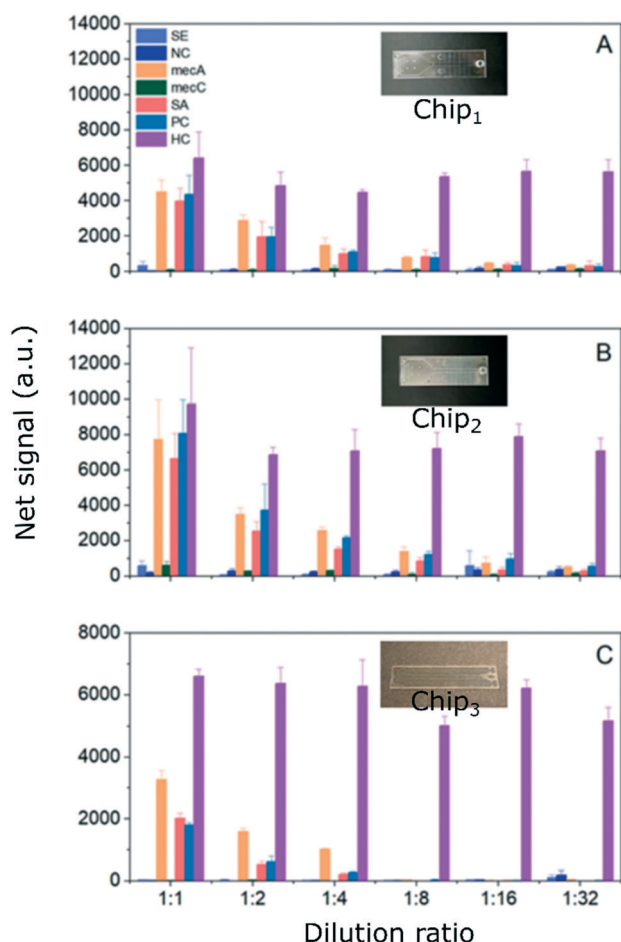 14000
12000
10000
8000
6000
4000
2000
0
SE
NC
mecA
mecC
SA
PC
HC
A
Chip₁
14000
12000
10000
8000
6000
4000
2000
0
B
Chip₂
Net signal (a.u.)
8000
6000
4000
2000
0
C
Chip₃
1:1 1:2 1:4 1:8 1:16 1:32
Dilution ratio